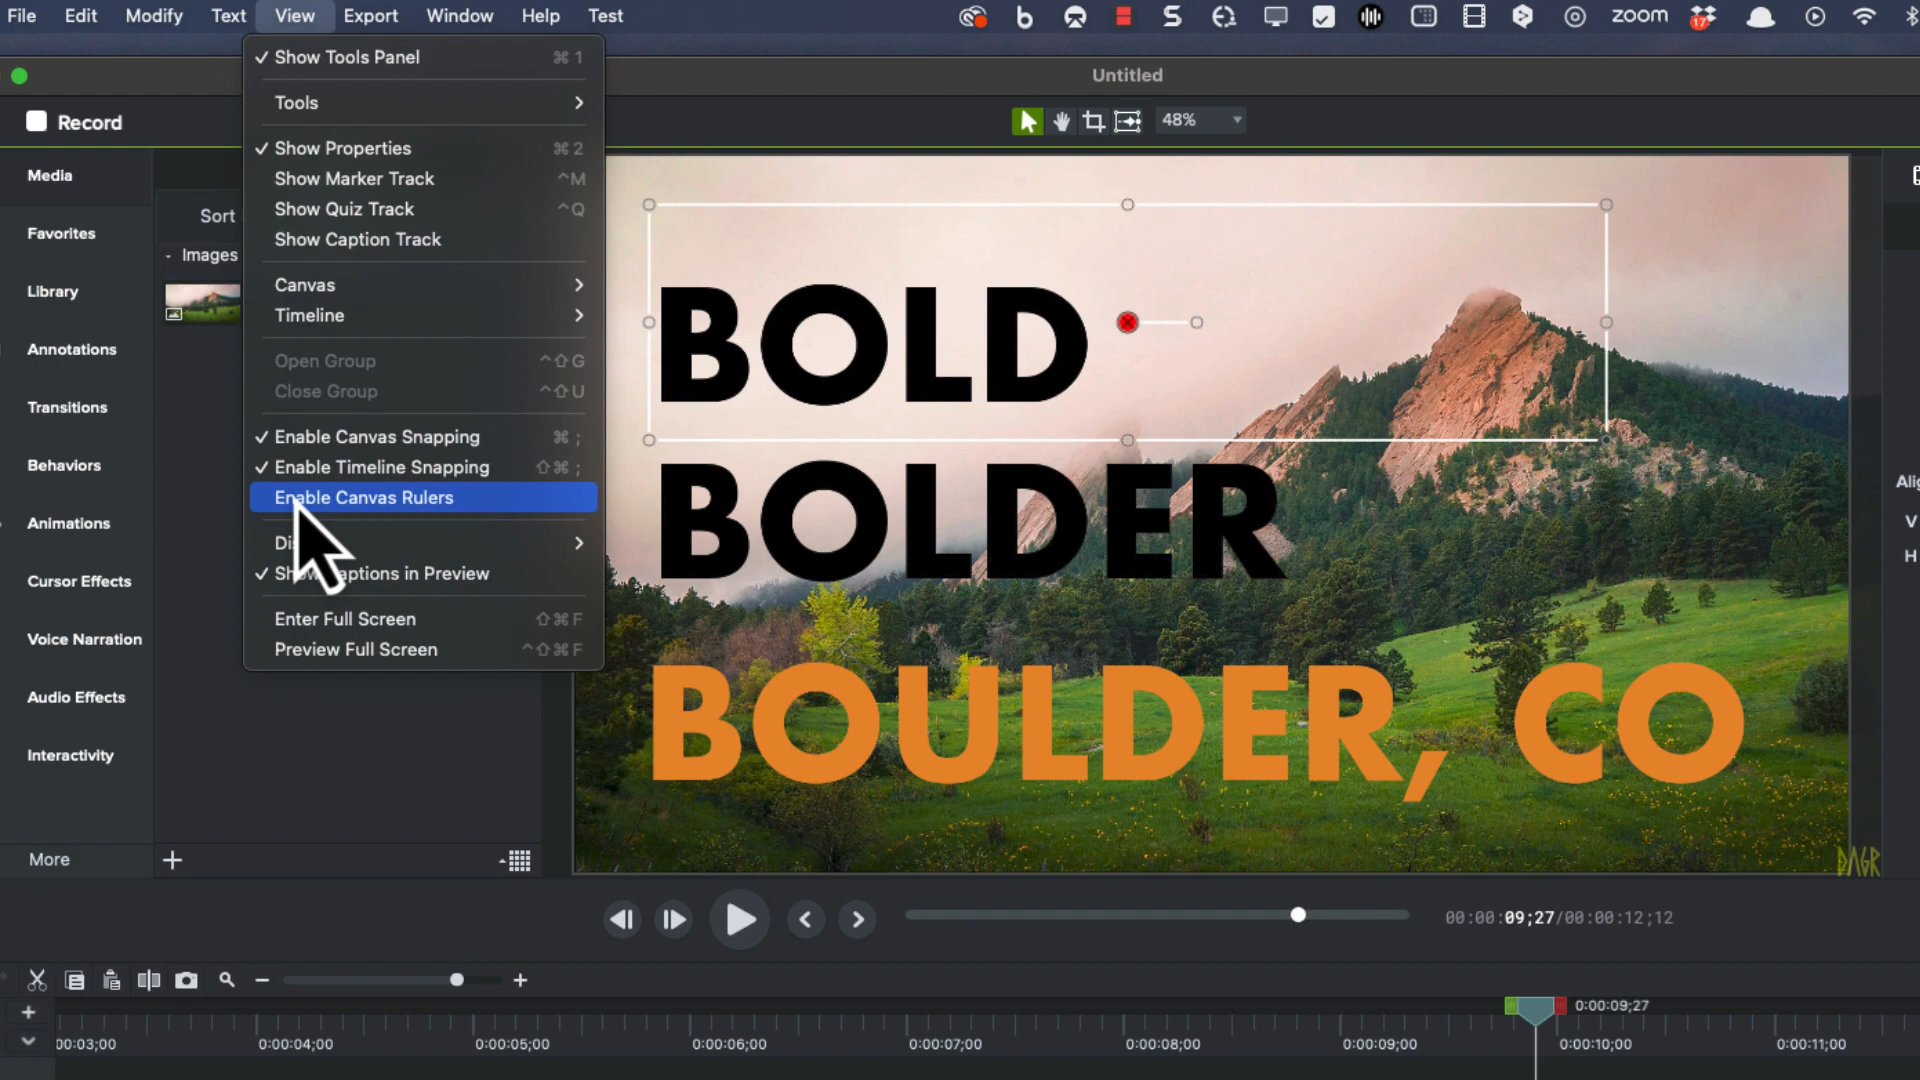 File Edit Modify Text View Export Window Help Test zoom 17
Untitled
Record 48%
Media
Favorites
Library
Annotations
Transitions
Behaviors
Animations
Cursor Effects
Voice Narration
Audio Effects
Interactivity
More
Sort
Images
✓ Show Tools Panel ⌘ 1
Tools >
✓ Show Properties ⌘ 2
Show Marker Track ^M
Show Quiz Track ^Q
Show Caption Track
Canvas >
Timeline >
Open Group ^⇧G
Close Group ^⇧U
✓ Enable Canvas Snapping ⌘ ;
✓ Enable Timeline Snapping ⇧⌘ ;
Enable Canvas Rulers
✓ Captions in Preview
Enter Full Screen ⇧⌘F
Preview Full Screen ^⇧⌘F
BOLD
BOLDER
BOULDER, CO
DAGR
V
H
00:00:09;27/00:00:12;12
0:00:09;27
00:03;00 0:00:04;00 0:00:05;00 0:00:06;00 0:00:07;00 0:00:08;00 0:00:09;00 0:00:10;00 0:00:11;00